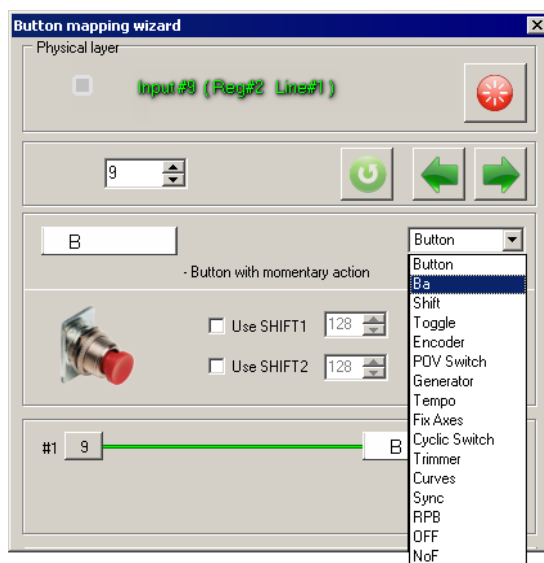 Button mapping wizard
Physical layer
Input#9 (Reg#2 Line#1)
9
B
Button
- Button with momentary action
Button
Ba
Shift
Toggle
Encoder
POV Switch
Generator
Tempo
Fix Axes
Cyclic Switch
Trimmer
Curves
Sync
RPB
OFF
NoF
Use SHIFT1 128
Use SHIFT2 128
#1 9 B